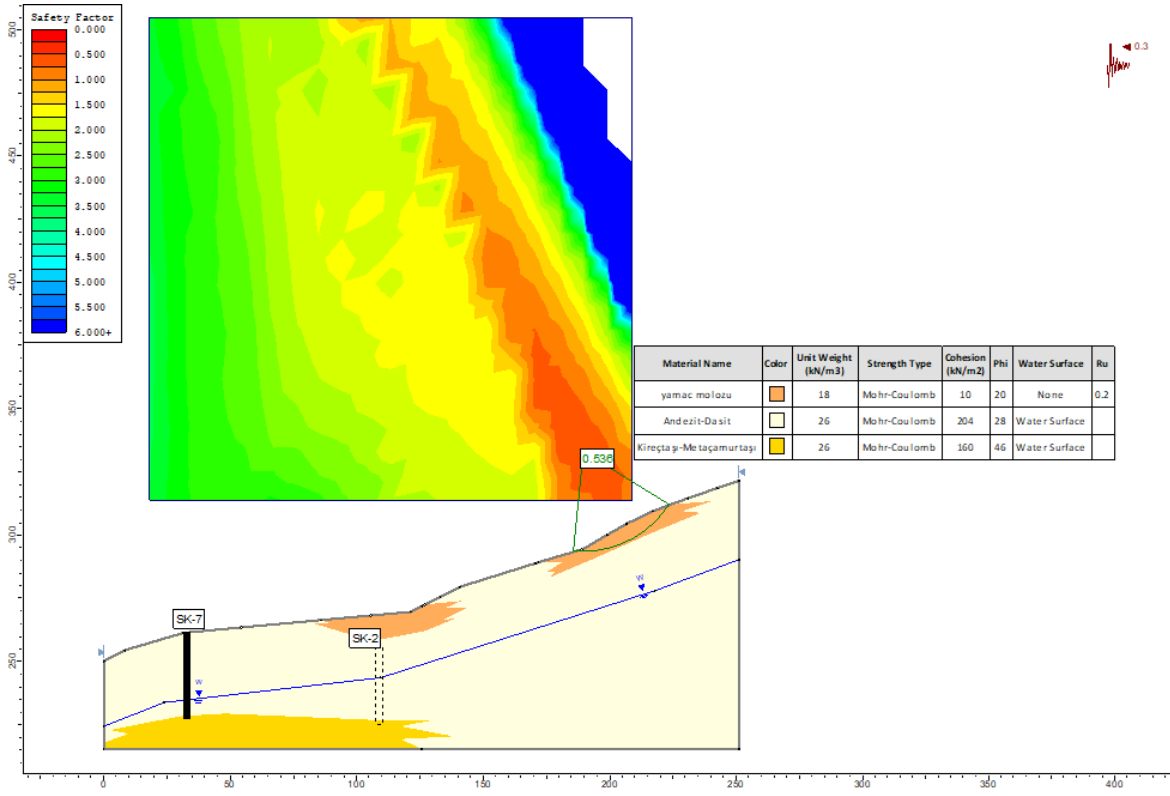 Safety Factor
0.000
0.500
1.000
1.500
2.000
2.500
3.000
3.500
4.000
4.500
5.000
5.500
6.000+
0.3
Material Name Color Unit Weight (kN/m3) Strength Type Cohesion (kN/m2) Phi Water Surface Ru
yamac molozu 18 Mohr-Coulomb 10 20 None 0.2
Andezit-Dasit 26 Mohr-Coulomb 204 28 Water Surface
Kireçtaşı-Metaçamurtaşı 26 Mohr-Coulomb 160 46 Water Surface
0.536
SK-7
SK-2
W
W
500
450
400
350
300
250
0 50 100 150 200 250 300 350 400